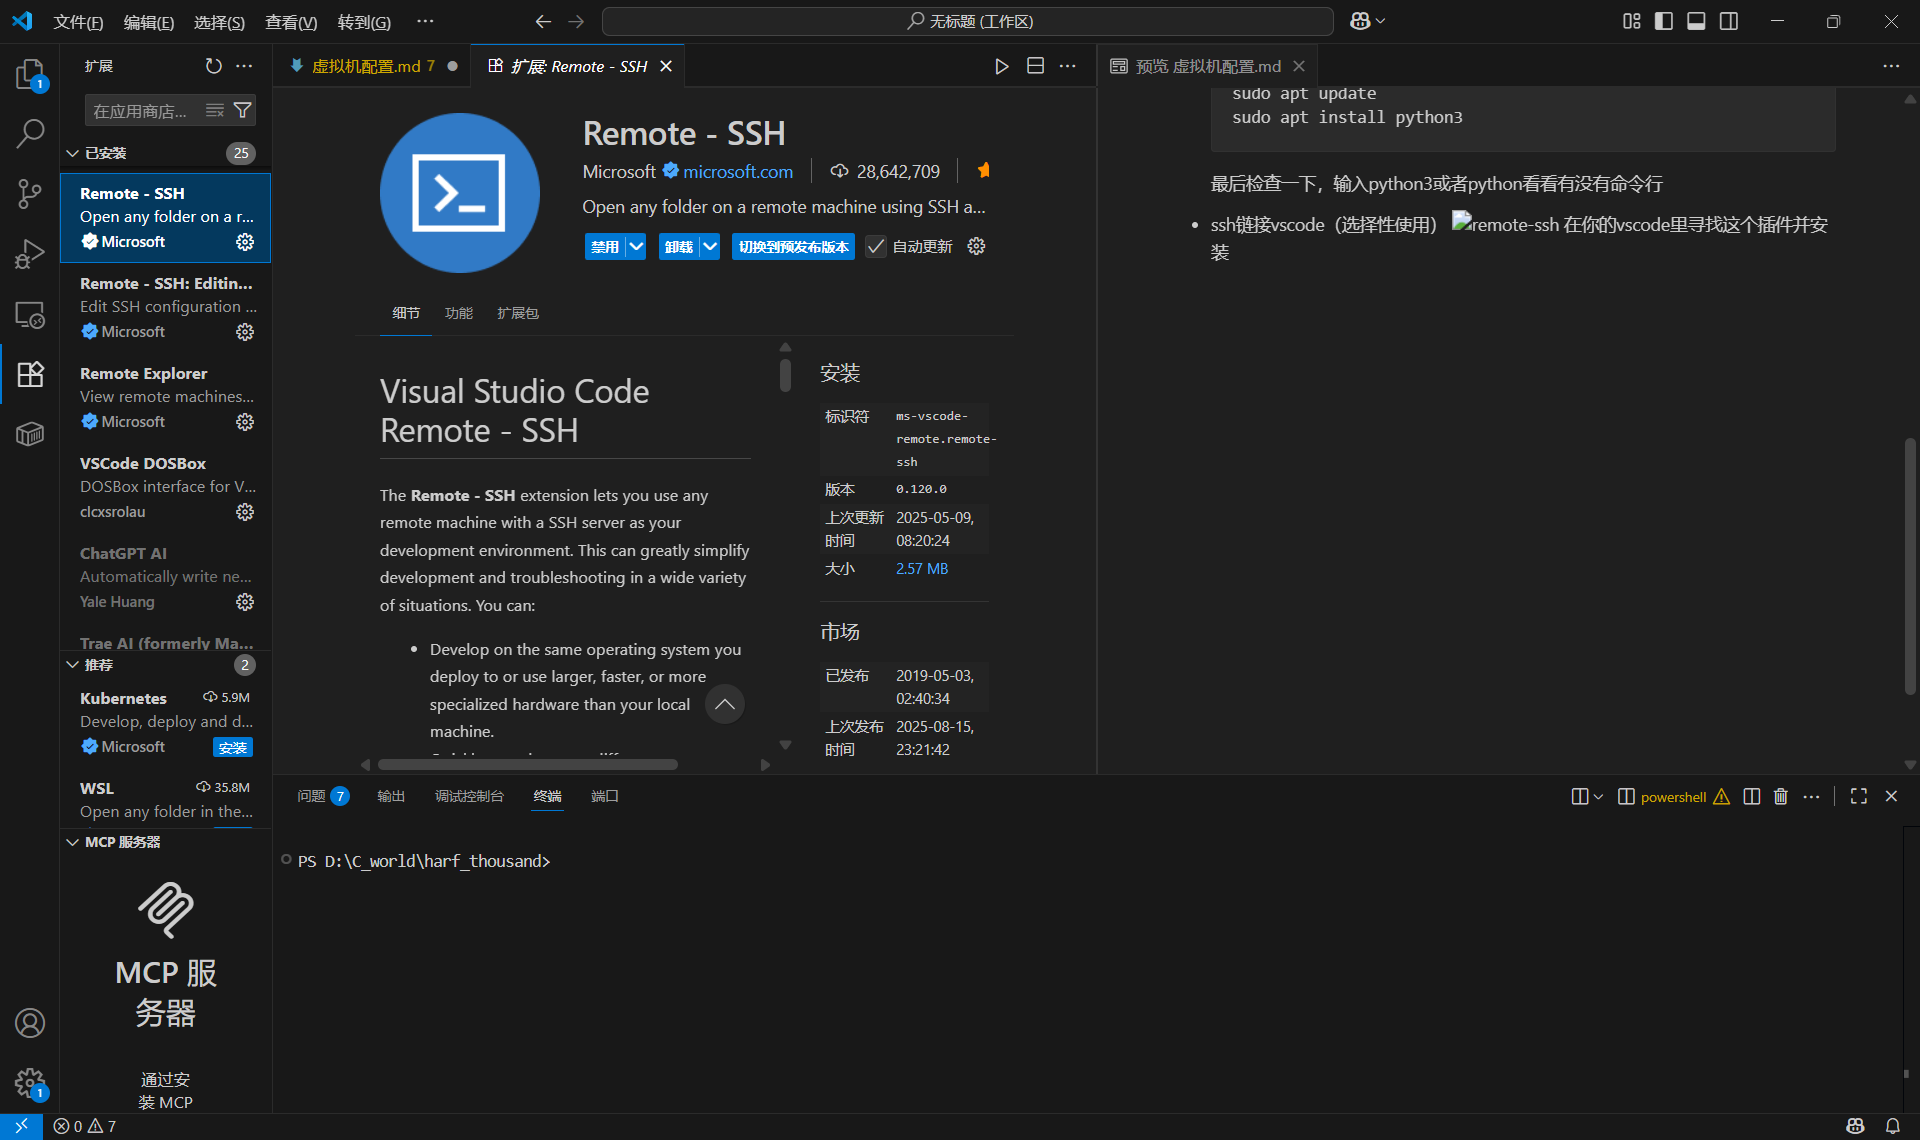 文件(F) 编辑(E) 选择(S) 查看(V) 转到(G) ···
无标题 (工作区)
扩展
1
在应用商店...
已安装 25
Remote - SSH
Open any folder on a r...
Microsoft
Remote - SSH: Editin...
Edit SSH configuration ...
Microsoft
Remote Explorer
View remote machines...
Microsoft
VSCode DOSBox
DOSBox interface for V...
clcxsrolau
ChatGPT AI
Automatically write ne...
Yale Huang
Trae AI (formerly Ma...
推荐 2
Kubernetes 5.9M
Develop, deploy and d...
Microsoft 安装
WSL 35.8M
Open any folder in the...
MCP 服务器
MCP 服
务器
通过安
装 MCP
1
虚拟机配置.md 7
扩展: Remote - SSH
Remote - SSH
Microsoft microsoft.com 28,642,709
Open any folder on a remote machine using SSH a...
禁用 卸载 切换到预发布版本 自动更新
细节 功能 扩展包
Visual Studio Code
Remote - SSH
The Remote - SSH extension lets you use any
remote machine with a SSH server as your
development environment. This can greatly simplify
development and troubleshooting in a wide variety
of situations. You can:
• Develop on the same operating system you
deploy to or use larger, faster, or more
specialized hardware than your local
machine.
安装
标识符 ms-vscode-
remote.remote-
ssh
版本 0.120.0
上次更新 2025-05-09,
时间 08:20:24
大小 2.57 MB
市场
已发布 2019-05-03,
02:40:34
上次发布 2025-08-15,
时间 23:21:42
预览 虚拟机配置.md
sudo apt update
sudo apt install python3
最后检查一下，输入python3或者python看看有没有命令行
• ssh链接vscode（选择性使用） remote-ssh 在你的vscode里寻找这个插件并安
装
问题 7 输出 调试控制台 终端 端口
powershell
PS D:\C_world\harf_thousand>
0 7